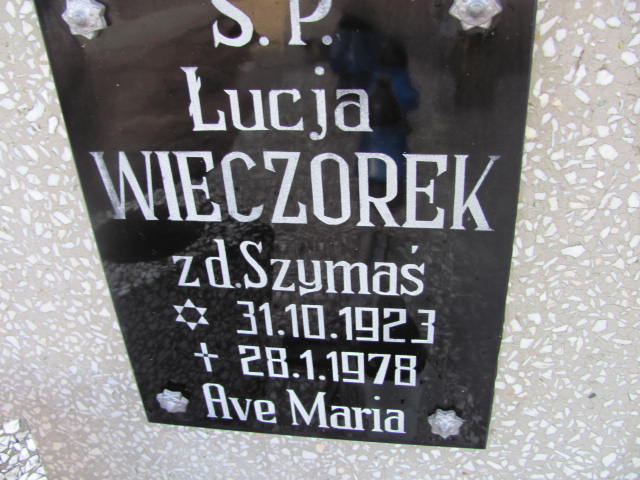 Ś. P.
Łucja
WIECZOREK
z d. Szymaś
✡ 31.10.1923
✝ 28.1.1978
Ave Maria